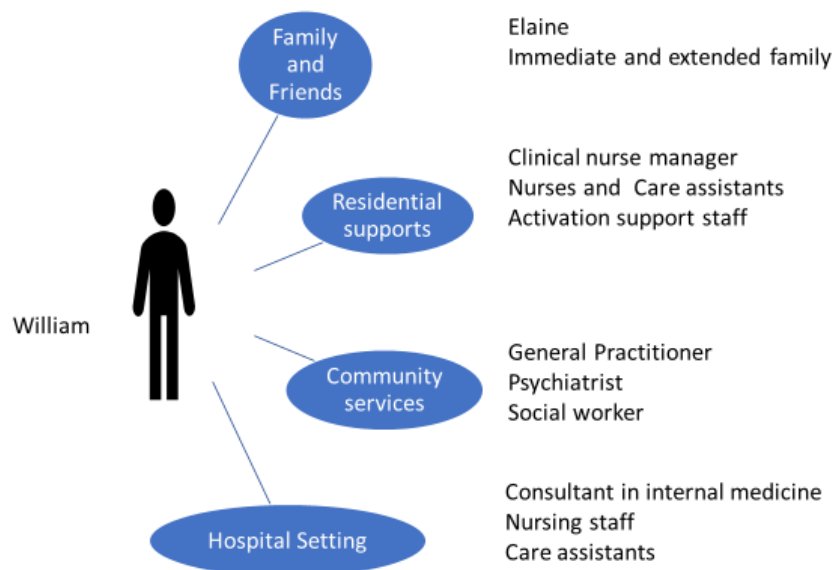 Family
and
Friends
Elaine
Immediate and extended family
Residential
supports
Clinical nurse manager
Nurses and Care assistants
Activation support staff
William
Community
services
General Practitioner
Psychiatrist
Social worker
Hospital Setting
Consultant in internal medicine
Nursing staff
Care assistants